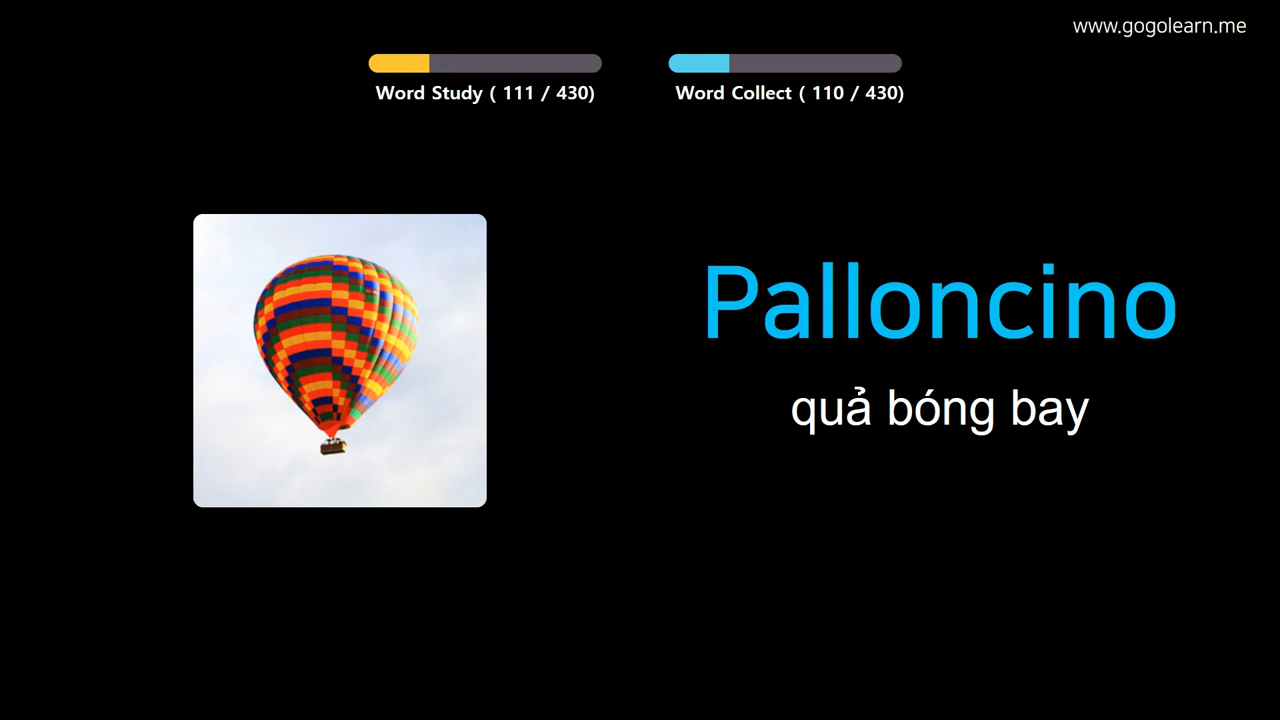 www.gogolearn.me
Word Study ( 111 / 430)
Word Collect ( 110 / 430)
Palloncino
quả bóng bay